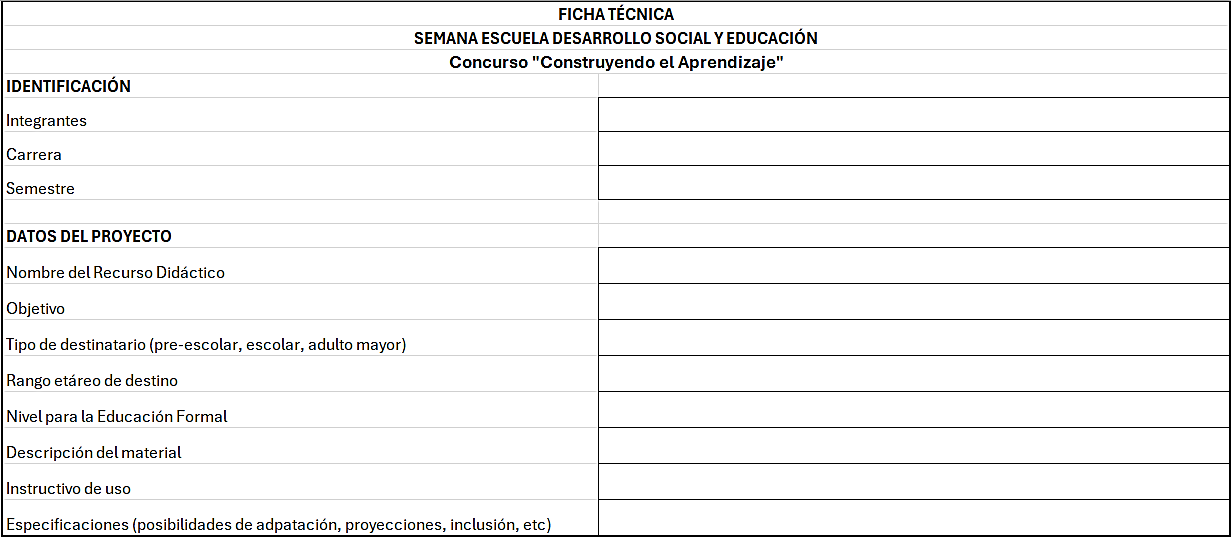 FICHA TÉCNICA
SEMANA ESCUELA DESARROLLO SOCIAL Y EDUCACIÓN
Concurso "Construyendo el Aprendizaje"
IDENTIFICACIÓN
Integrantes
Carrera
Semestre
DATOS DEL PROYECTO
Nombre del Recurso Didáctico
Objetivo
Tipo de destinatario (pre-escolar, escolar, adulto mayor)
Rango etáreo de destino
Nivel para la Educación Formal
Descripción del material
Instructivo de uso
Especificaciones (posibilidades de adpatación, proyecciones, inclusión, etc)